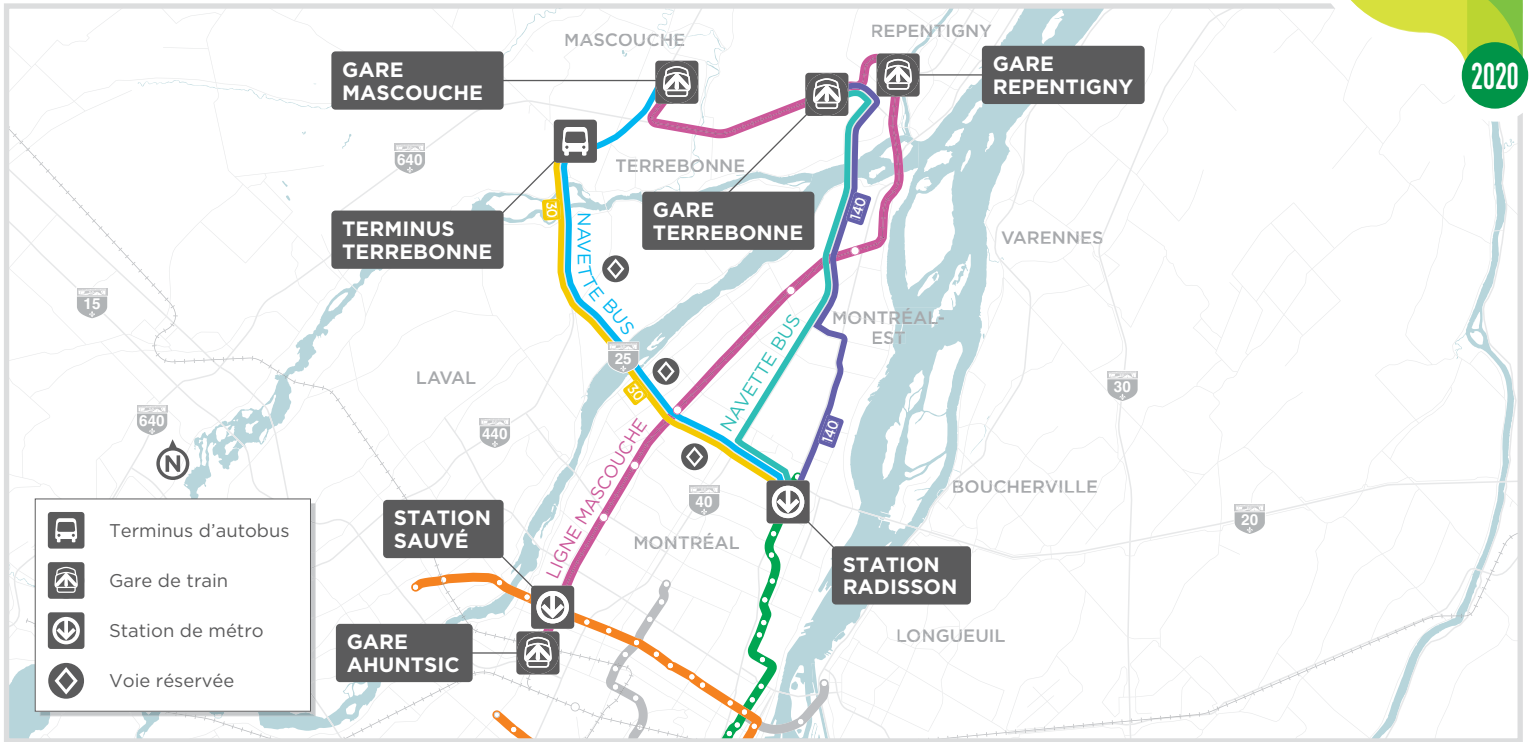 2020
MASCOUCHE
REPENTIGNY
GARE
MASCOUCHE
GARE
REPENTIGNY
640
TERREBONNE
TERMINUS
TERREBONNE
30
GARE
TERREBONNE
140
VARENNES
NAVETTE BUS
15
MONTRÉAL-
EST
25
LAVAL
30
NAVETTE BUS
30
640
440
140
LIGNE MASCOUCHE
N
40
BOUCHERVILLE
20
STATION
SAUVÉ
MONTRÉAL
STATION
RADISSON
LONGUEUIL
GARE
AHUNTSIC
Terminus d'autobus
Gare de train
Station de métro
Voie réservée